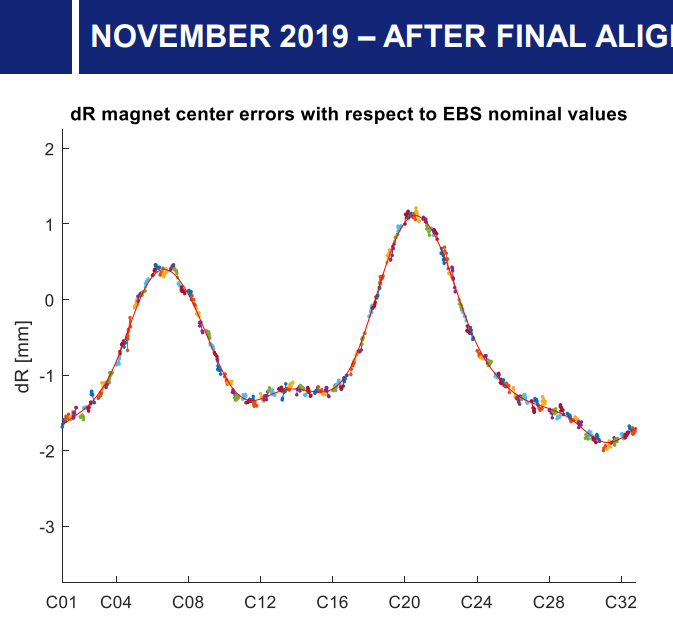 NOVEMBER 2019 – AFTER FINAL ALIG
dR magnet center errors with respect to EBS nominal values
2
1
0
-1
-2
-3
dR [mm]
C01 C04 C08 C12 C16 C20 C24 C28 C32